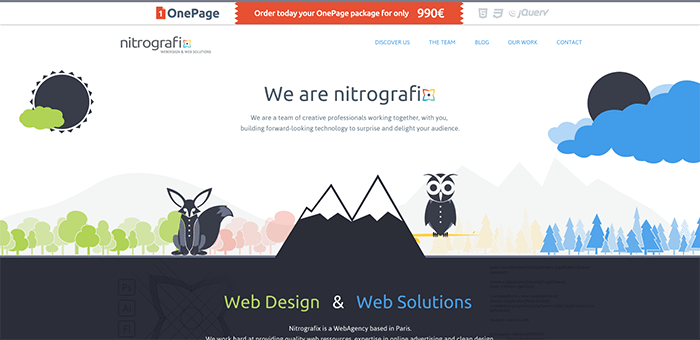 1 OnePage
Order today your OnePage package for only 990€
jQuery
nitrografix
WEBDESIGN & WEB SOLUTIONS
DISCOVER US
THE TEAM
BLOG
OUR WORK
CONTACT
We are nitrografix
We are a team of creative professionals working together, with you,
building forward-looking technology to surprise and delight your audience.
Web Design & Web Solutions
Nitrografix is a WebAgency based in Paris.
We work hard at providing quality web ressources, expertise in online advertising and clean design